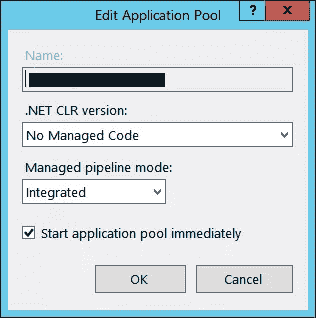 Edit Application Pool
?
X
Name:
.NET CLR version:
No Managed Code
Managed pipeline mode:
Integrated
Start application pool immediately
OK
Cancel